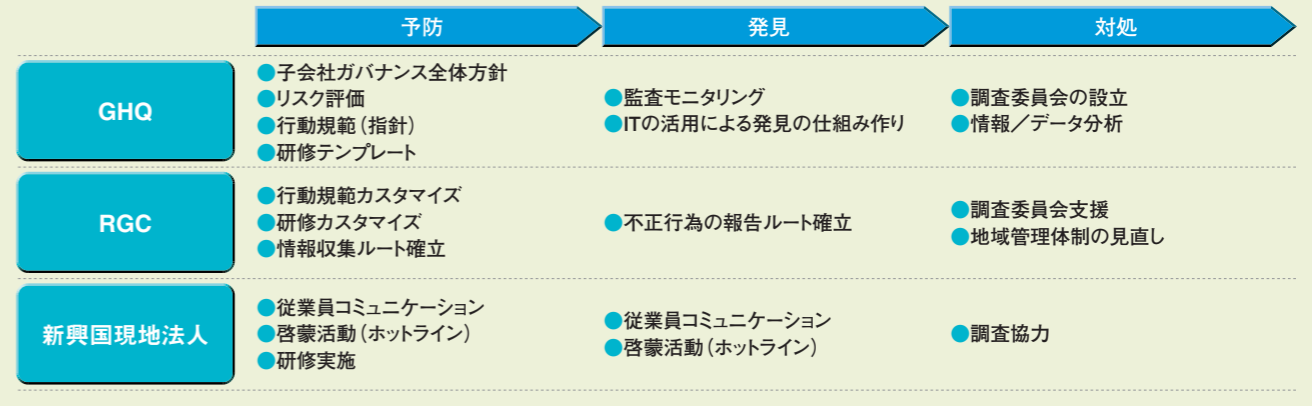 予防
発見
対処
GHQ
●子会社ガバナンス全体方針
●リスク評価
●行動規範（指針）
●研修テンプレート
●監査モニタリング
●ITの活用による発見の仕組み作り
●調査委員会の設立
●情報／データ分析
RGC
●行動規範カスタマイズ
●研修カスタマイズ
●情報収集ルート確立
●不正行為の報告ルート確立
●調査委員会支援
●地域管理体制の見直し
新興国現地法人
●従業員コミュニケーション
●啓蒙活動（ホットライン）
●研修実施
●従業員コミュニケーション
●啓蒙活動（ホットライン）
●調査協力